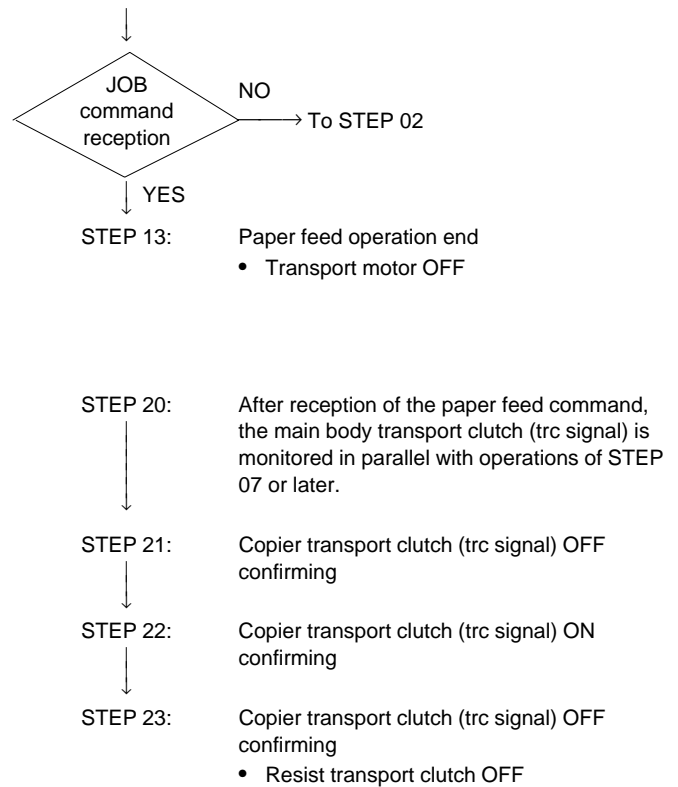 JOB
command
reception
NO
To STEP 02
YES
STEP 13: Paper feed operation end
• Transport motor OFF
STEP 20: After reception of the paper feed command,
the main body transport clutch (trc signal) is
monitored in parallel with operations of STEP
07 or later.
STEP 21: Copier transport clutch (trc signal) OFF
confirming
STEP 22: Copier transport clutch (trc signal) ON
confirming
STEP 23: Copier transport clutch (trc signal) OFF
confirming
• Resist transport clutch OFF